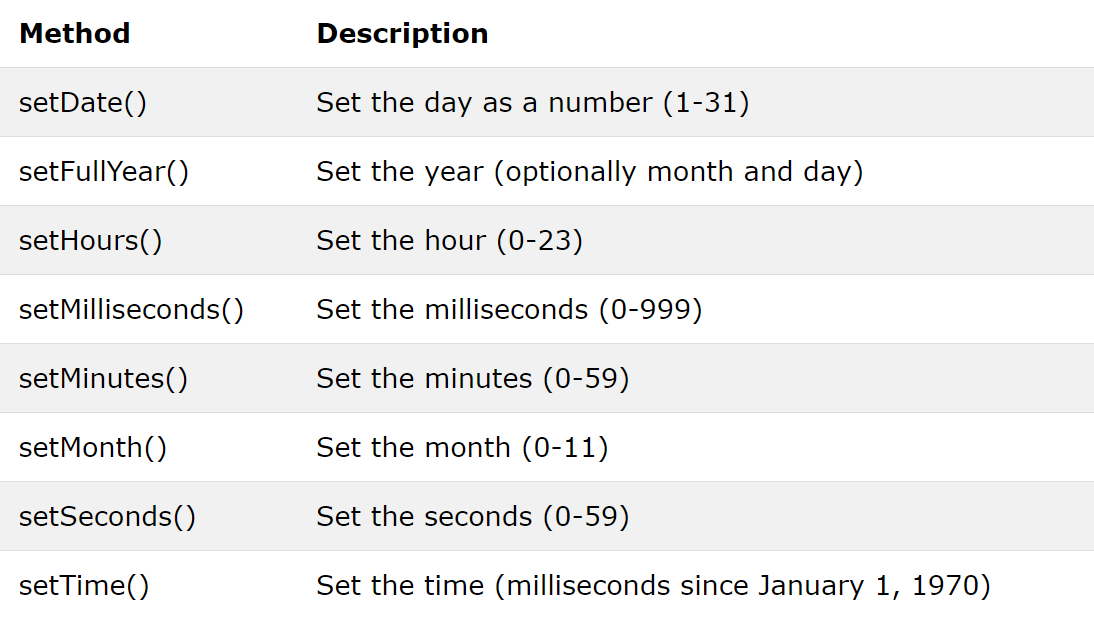 Method Description
setDate() Set the day as a number (1-31)
setFullYear() Set the year (optionally month and day)
setHours() Set the hour (0-23)
setMilliseconds() Set the milliseconds (0-999)
setMinutes() Set the minutes (0-59)
setMonth() Set the month (0-11)
setSeconds() Set the seconds (0-59)
setTime() Set the time (milliseconds since January 1, 1970)